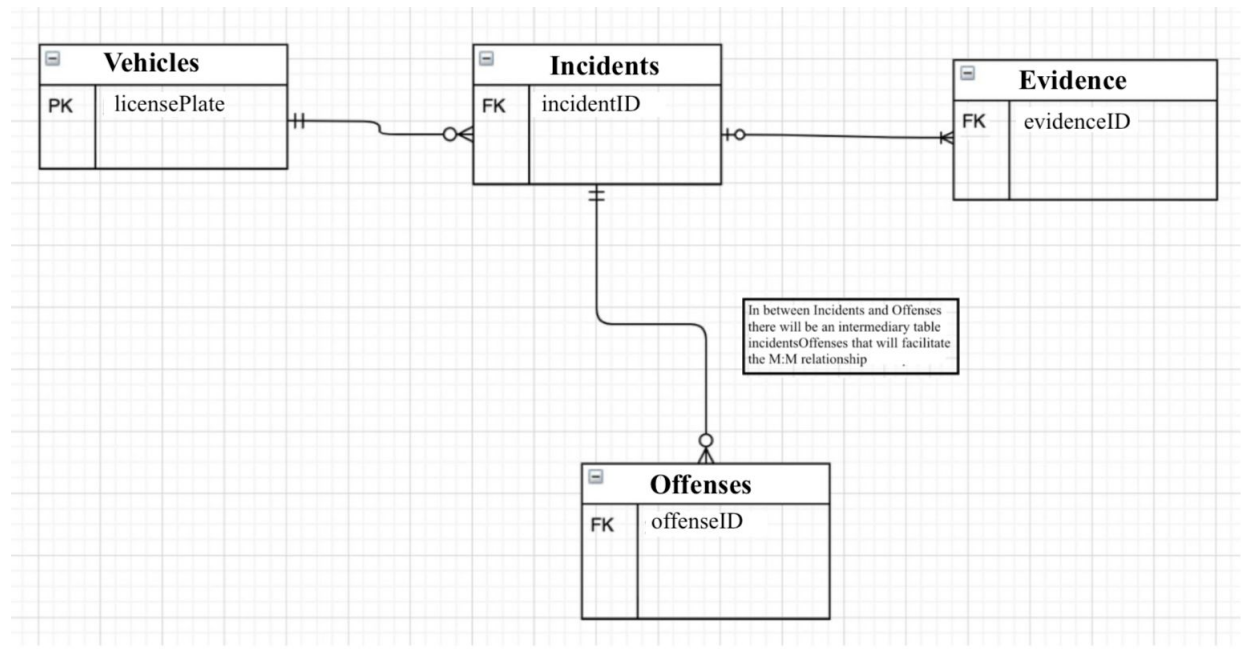 Vehicles
PK licensePlate
Incidents
FK incidentID
Evidence
FK evidenceID
In between Incidents and Offenses
there will be an intermediary table
incidentsOffenses that will facilitate
the M:M relationship .
Offenses
FK offenseID